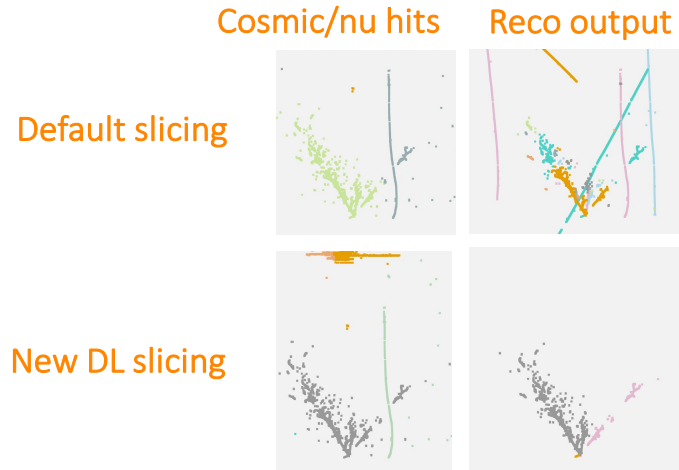 Cosmic/nu hits Reco output
Default slicing
New DL slicing